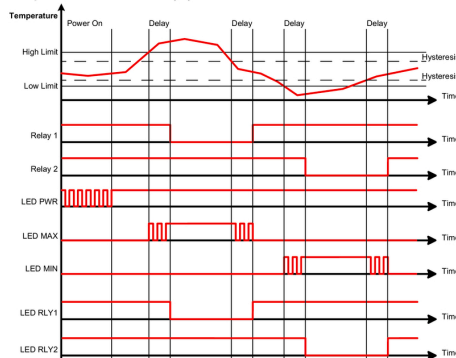 Temperature
Power On Delay Delay Delay Delay
High Limit
Hysteresi
Hysteresi
Low Limit
Time
Relay 1
Time
Relay 2
Time
LED PWR
Time
LED MAX
Time
LED MIN
Time
LED RLY1
Time
LED RLY2
Time